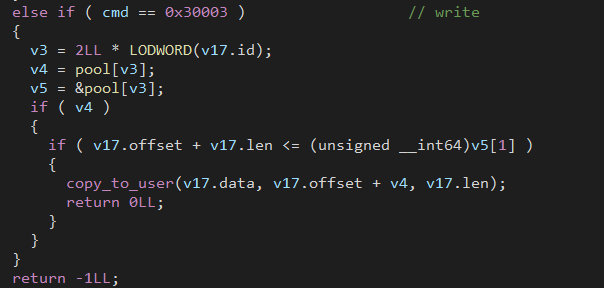 else if ( cmd == 0x30003 ) // write
{
v3 = 2LL * LODWORD(v17.id);
v4 = pool[v3];
v5 = &pool[v3];
if ( v4 )
{
if ( v17.offset + v17.len <= (unsigned __int64)v5[1] )
{
copy_to_user(v17.data, v17.offset + v4, v17.len);
return 0LL;
}
}
}
return -1LL;